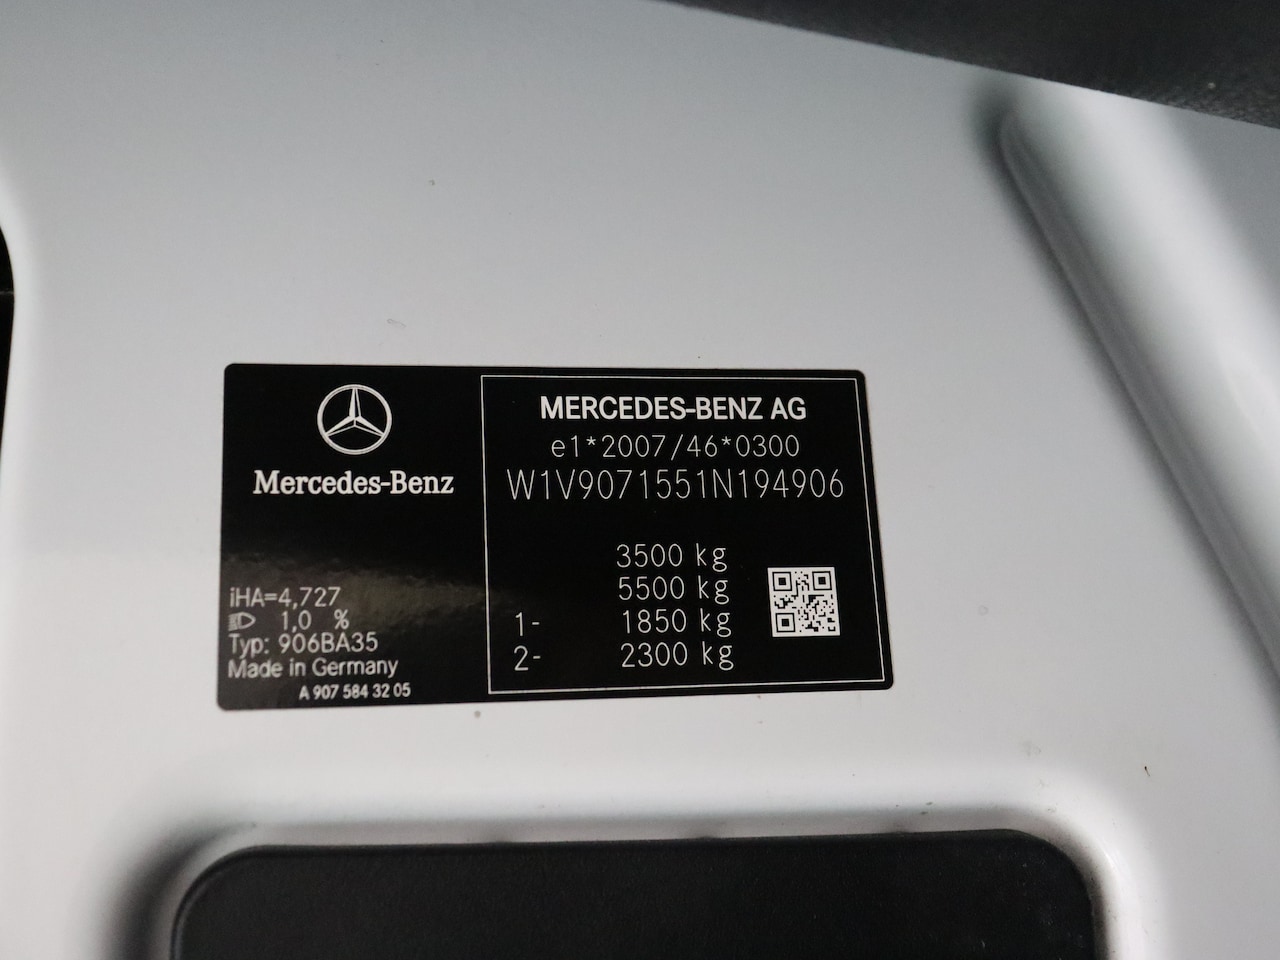 Mercedes-Benz
iHA=4,727
1,0 %
Typ: 906BA35
Made in Germany
A 907 584 32 05
MERCEDES-BENZ AG
e1*2007/46*0300
W1V9071551N194906
3500 kg
5500 kg
1- 1850 kg
2- 2300 kg